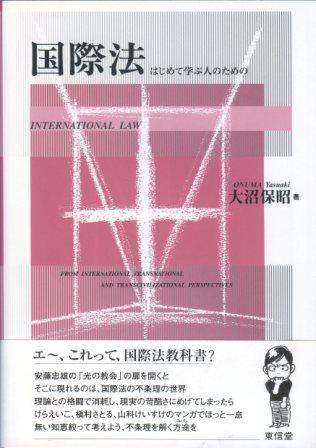 国際法 はじめて学ぶ人のための
INTERNATIONAL LAW
ONUMA Yasuaki
大沼保昭 著
FROM INTERNATIONAL, TRANSNATIONAL
AND TRANSCIVILIZATIONAL PERSPECTIVES
エ〜、これって、国際法教科書?
安藤忠雄の「光の教会」の扉を開くと
そこに現れるのは、国際法の不条理の世界
理論との格闘で消耗し、現実の苛酷さにめげてしまったら
けらえいこ、槇村さとる、山科けいすけのマンガでほっと一息
無い知恵絞って考えよう、不条理を解く方途を
東信堂